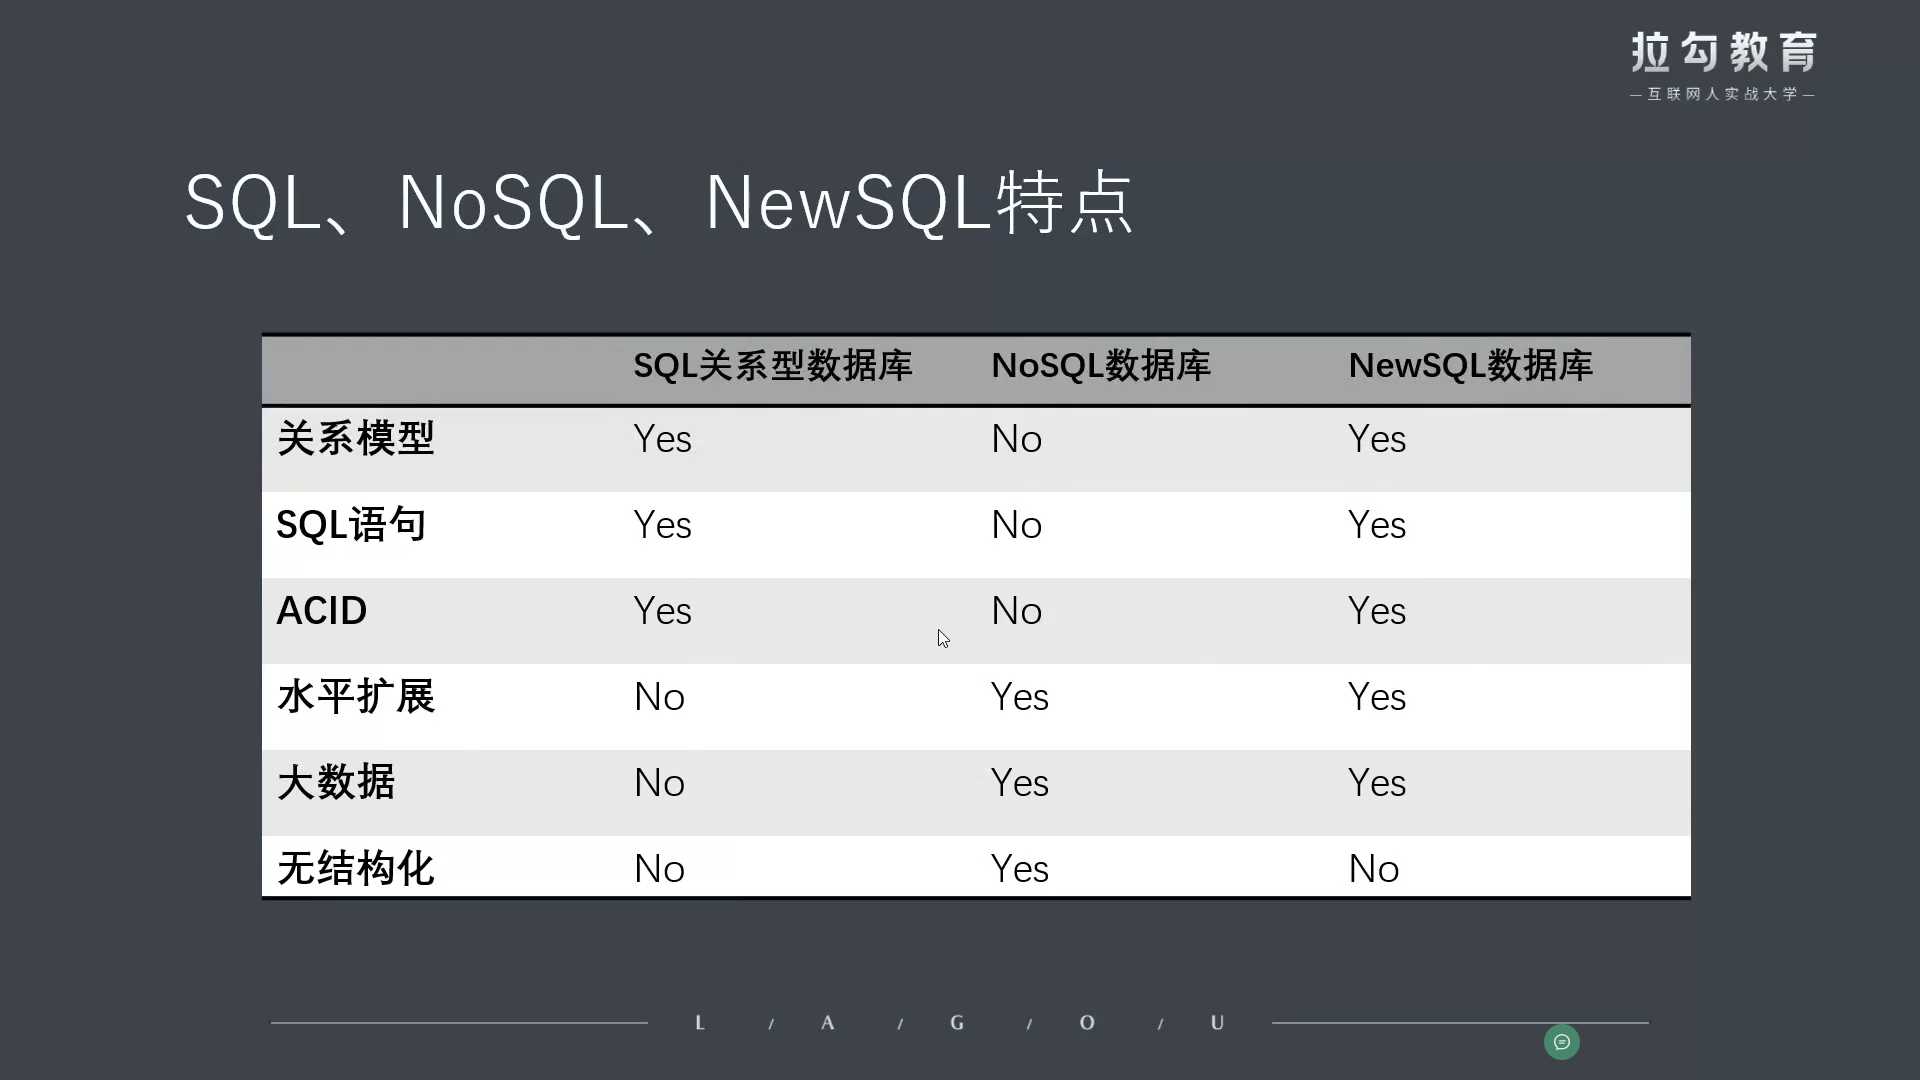 拉勾教育
—互联网人实战大学—
SQL、NoSQL、NewSQL特点
SQL关系型数据库 NoSQL数据库 NewSQL数据库
关系模型 Yes No Yes
SQL语句 Yes No Yes
ACID Yes No Yes
水平扩展 No Yes Yes
大数据 No Yes Yes
无结构化 No Yes No
L / A / G / O / U